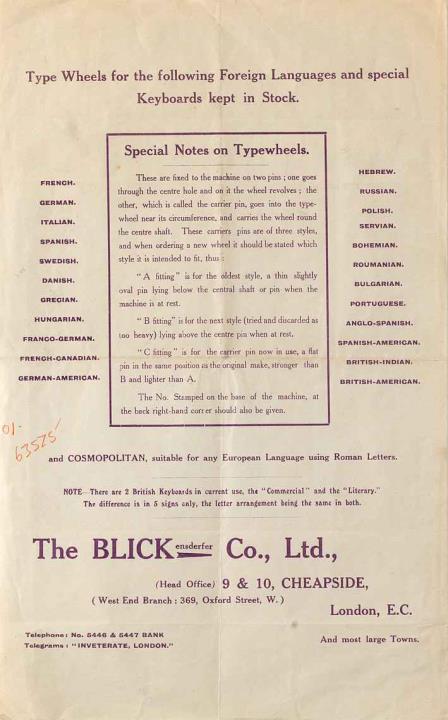 Type Wheels for the following Foreign Languages and special
Keyboards kept in Stock.
FRENCH.
GERMAN.
ITALIAN.
SPANISH.
SWEDISH.
DANISH.
GREGIAN.
HUNGARIAN.
FRANGO-GERMAN.
FRENCH-CANADIAN.
GERMAN-AMERICAN.
Special Notes on Typewheels.
These are fixed to the machine on two pins ; one goes
through the centre hole and on it the wheel revolves ; the
other, which is called the carrier pin, goes into the type-
wheel near its circumference, and carries the wheel round
the centre shaft. These carriers pins are of three styles,
and when ordering a new wheel it should be stated which
style it is intended to fit, thus :
"A fitting" is for the oldest style, a thin slightly
oval pin lying below the central shaft or pin when the
machine is at rest.
"B fitting" is for the next style (tried and discarded as
too heavy) lying above the centre pin when at rest.
"C fitting" is for the carrier pin now in use, a flat
pin in the same position as the original make, stronger than
B and lighter than A.
The No. Stamped on the base of the machine, at
the back right-hand corner should also be given.
HEBREW.
RUSSIAN.
POLISH.
SERVIAN.
BOHEMIAN.
ROUMANIAN.
BULGARIAN.
PORTUGUESE.
ANGLO-SPANISH.
SPANISH-AMERICAN.
BRITISH-INDIAN.
BRITISH-AMERICAN.
01-
63525
and COSMOPOLITAN, suitable for any European Language using Roman Letters.
NOTE—There are 2 British Keyboards in current use, the "Commercial" and the "Literary."
The difference is in 5 signs only, the letter arrangement being the same in both.
The BLICKensderfer Co., Ltd.,
(Head Office) 9 & 10, CHEAPSIDE,
(West End Branch : 369, Oxford Street, W.)
London, E.C.
Telephone : No. 5446 & 5447 BANK
Telegrams : "INVETERATE, LONDON."
And most large Towns.